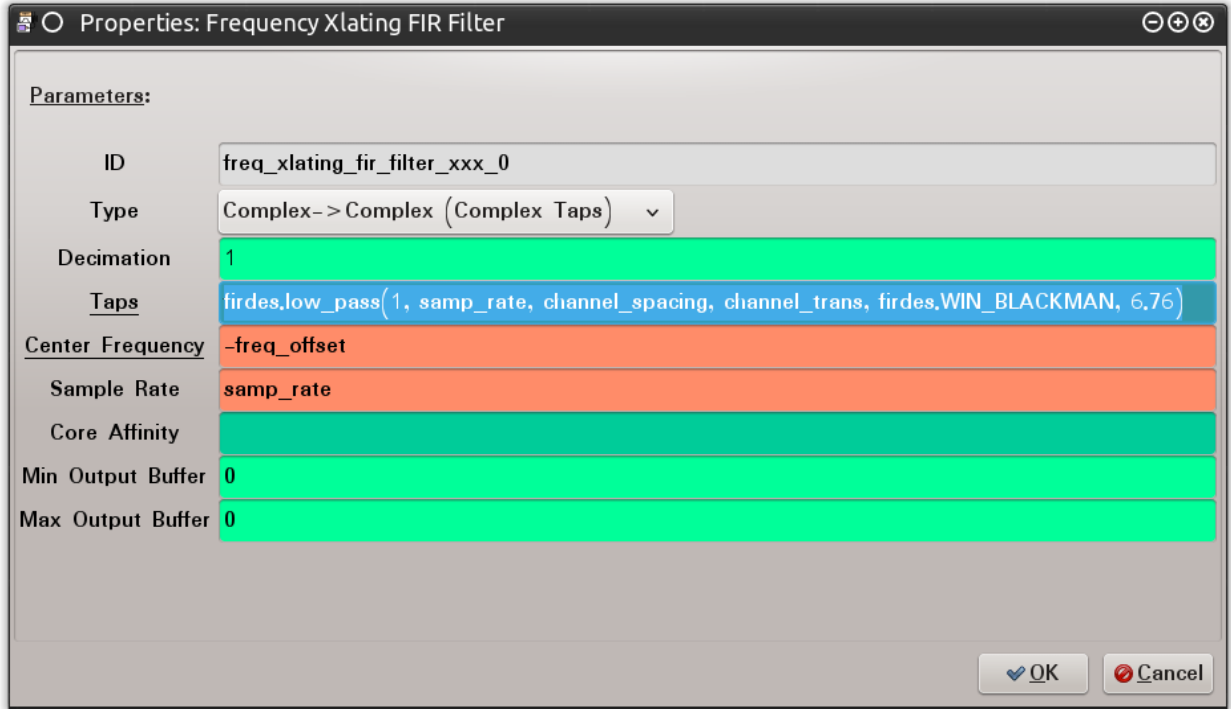 Properties: Frequency Xlating FIR Filter
Parameters:
ID freq_xlating_fir_filter_xxx_0
Type Complex->Complex (Complex Taps)
Decimation 1
Taps firdes.low_pass(1, samp_rate, channel_spacing, channel_trans, firdes.WIN_BLACKMAN, 6.76)
Center Frequency -freq_offset
Sample Rate samp_rate
Core Affinity
Min Output Buffer 0
Max Output Buffer 0
OK Cancel